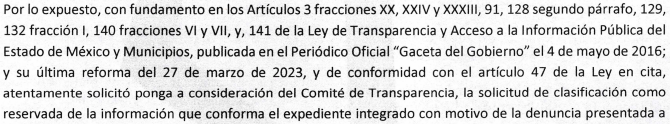 Por lo expuesto, con fundamento en los Artículos 3 fracciones XX, XXIV y XXXIII, 91, 128 segundo párrafo, 129,
132 fracción I, 140 fracciones VI y VII, y, 141 de la Ley de Transparencia y Acceso a la Información Pública del
Estado de México y Municipios, publicada en el Periódico Oficial “Gaceta del Gobierno” el 4 de mayo de 2016;
y su última reforma del 27 de marzo de 2023, y de conformidad con el artículo 47 de la Ley en cita,
atentamente solicitó ponga a consideración del Comité de Transparencia, la solicitud de clasificación como
reservada de la información que conforma el expediente integrado con motivo de la denuncia presentada a